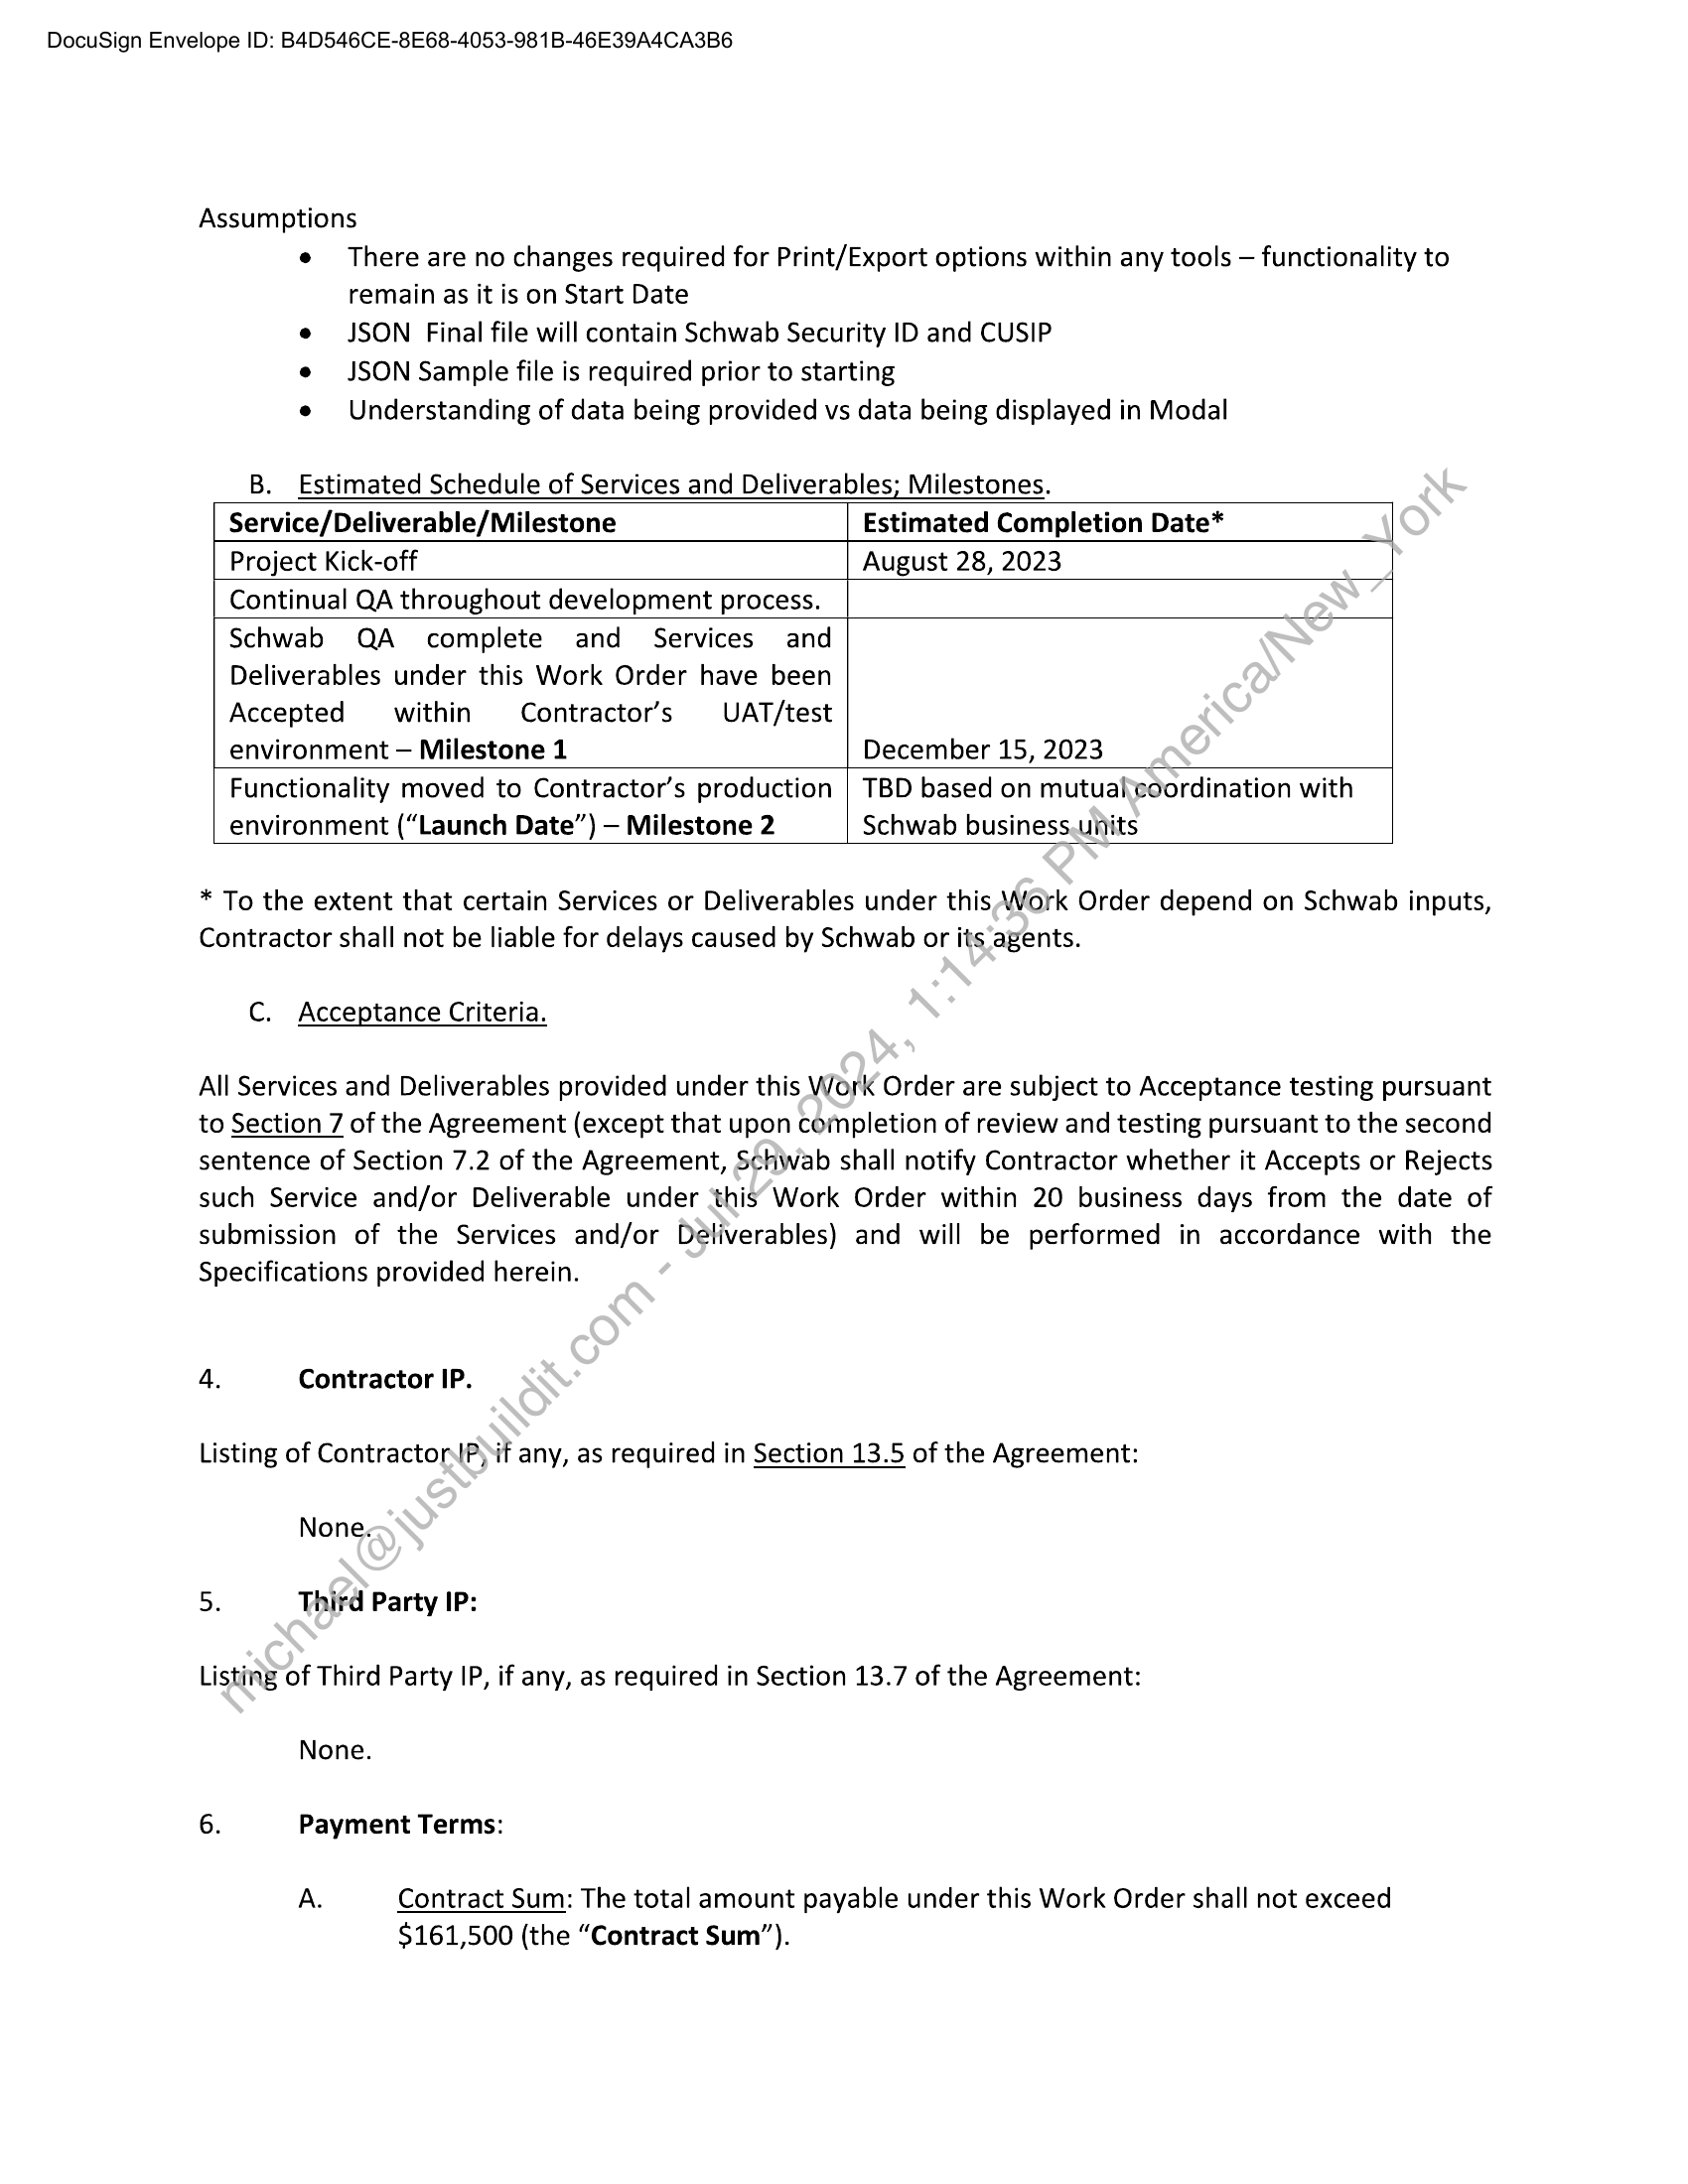 DocuSign Envelope ID: B4D546CE-8E68-4053-981B-46E39A4CA3B6
Assumptions
• There are no changes required for Print/Export options within any tools – functionality to
remain as it is on Start Date
• JSON  Final file will contain Schwab Security ID and CUSIP
• JSON Sample file is required prior to starting
• Understanding of data being provided vs data being displayed in Modal
B. Estimated Schedule of Services and Deliverables; Milestones.
Service/Deliverable/Milestone Estimated Completion Date*
Project Kick-off August 28, 2023
Continual QA throughout development process.
Schwab QA complete and Services and
Deliverables under this Work Order have been
Accepted within Contractor’s UAT/test
environment – Milestone 1 December 15, 2023
Functionality moved to Contractor’s production TBD based on mutual coordination with
environment (“Launch Date”) – Milestone 2 Schwab business units
* To the extent that certain Services or Deliverables under this Work Order depend on Schwab inputs,
Contractor shall not be liable for delays caused by Schwab or its agents.
C. Acceptance Criteria.
All Services and Deliverables provided under this Work Order are subject to Acceptance testing pursuant
to Section 7 of the Agreement (except that upon completion of review and testing pursuant to the second
sentence of Section 7.2 of the Agreement, Schwab shall notify Contractor whether it Accepts or Rejects
such Service and/or Deliverable under this Work Order within 20 business days from the date of
submission of the Services and/or Deliverables) and will be performed in accordance with the
Specifications provided herein.
4. Contractor IP.
Listing of Contractor IP, if any, as required in Section 13.5 of the Agreement:
None.
5. Third Party IP:
Listing of Third Party IP, if any, as required in Section 13.7 of the Agreement:
None.
6. Payment Terms:
A. Contract Sum: The total amount payable under this Work Order shall not exceed
$161,500 (the “Contract Sum”).
michael@justbuildit.com - Jul 29, 2024, 1:14:36 PM America/New_York